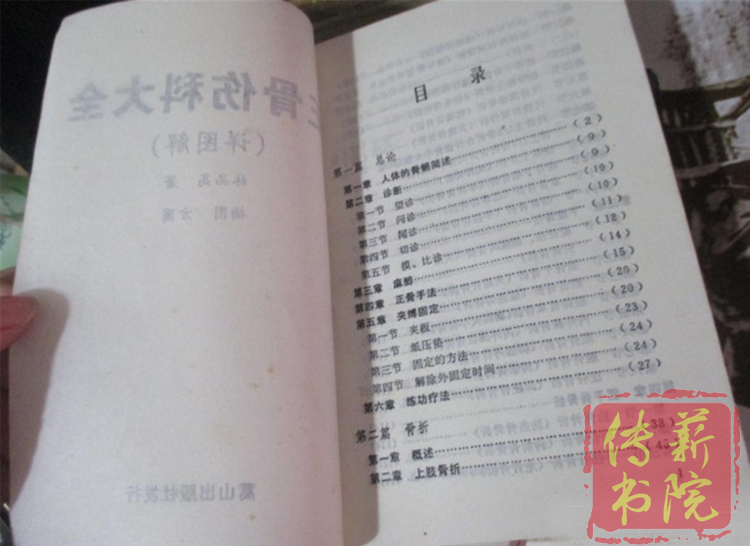 正骨伤科大全
(详图解)
著
插图
山出版社发行
目 录
第一篇 总论
第一章 人体的骨骼简述……(2)
第二章 诊断……(9)
第一节 望诊……(9)
第二节 问诊……(10)
第三节 闻诊……(10)
第四节 切诊……(11)
第五节 摸、比诊……(12)
第三章 麻醉……(14)
第四章 正骨手法……(15)
第五章 夹缚固定……(20)
第一节 夹板……(20)
第二节 纸压垫……(23)
第三节 固定的方法……(24)
第四节 解除外固定时间……(24)
第六章 练功疗法……(27)
第二篇 骨折
第一章 概述……(33)
第二章 上肢骨折……(45)
1
传薪
书院